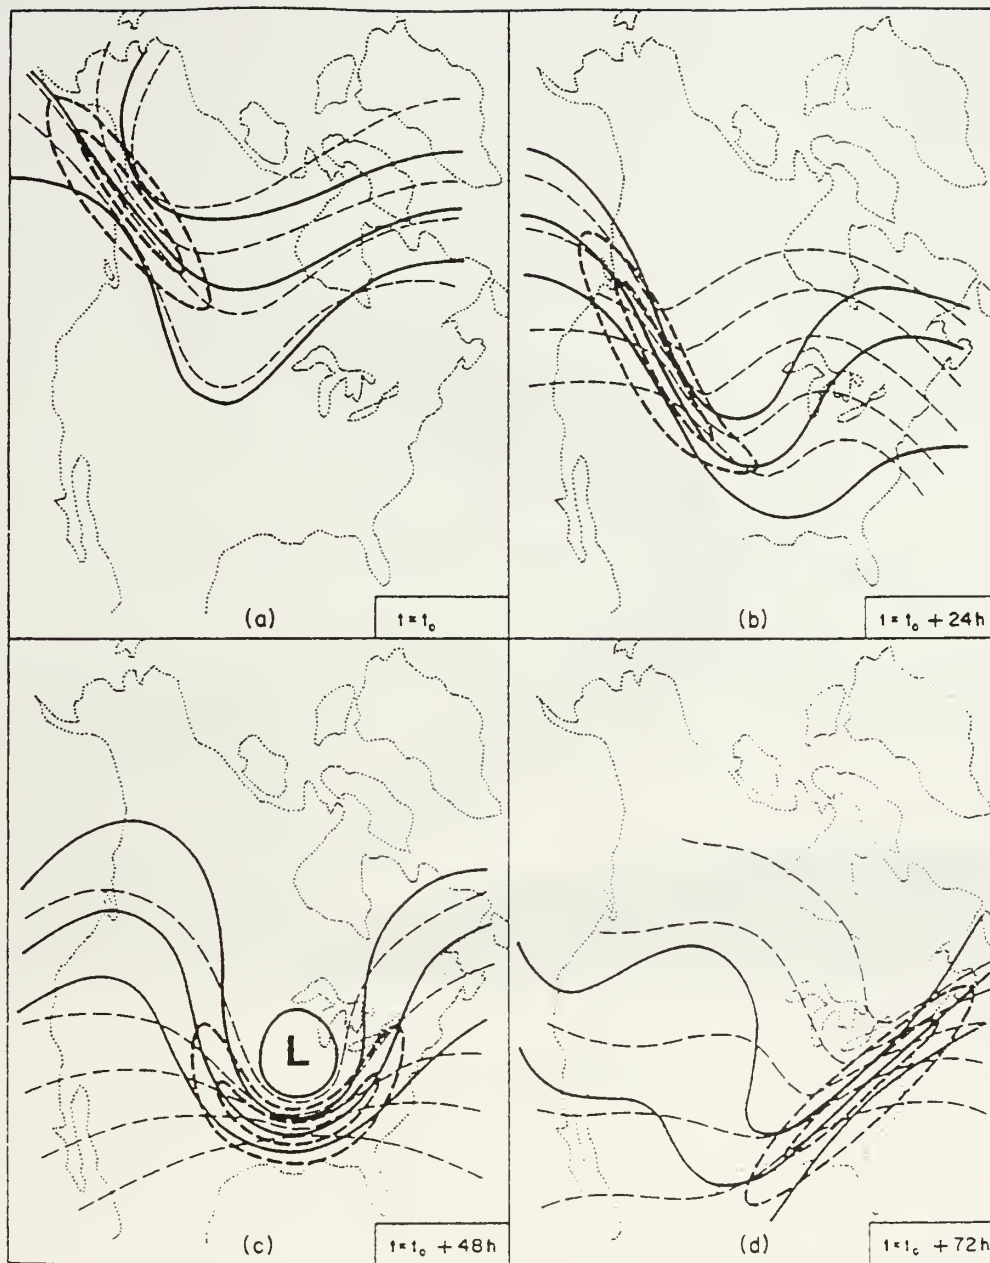 (a)
t = t₀
(b)
t = t₀ + 24h
L
(c)
t = t₀ + 48h
(d)
t = t₀ + 72h